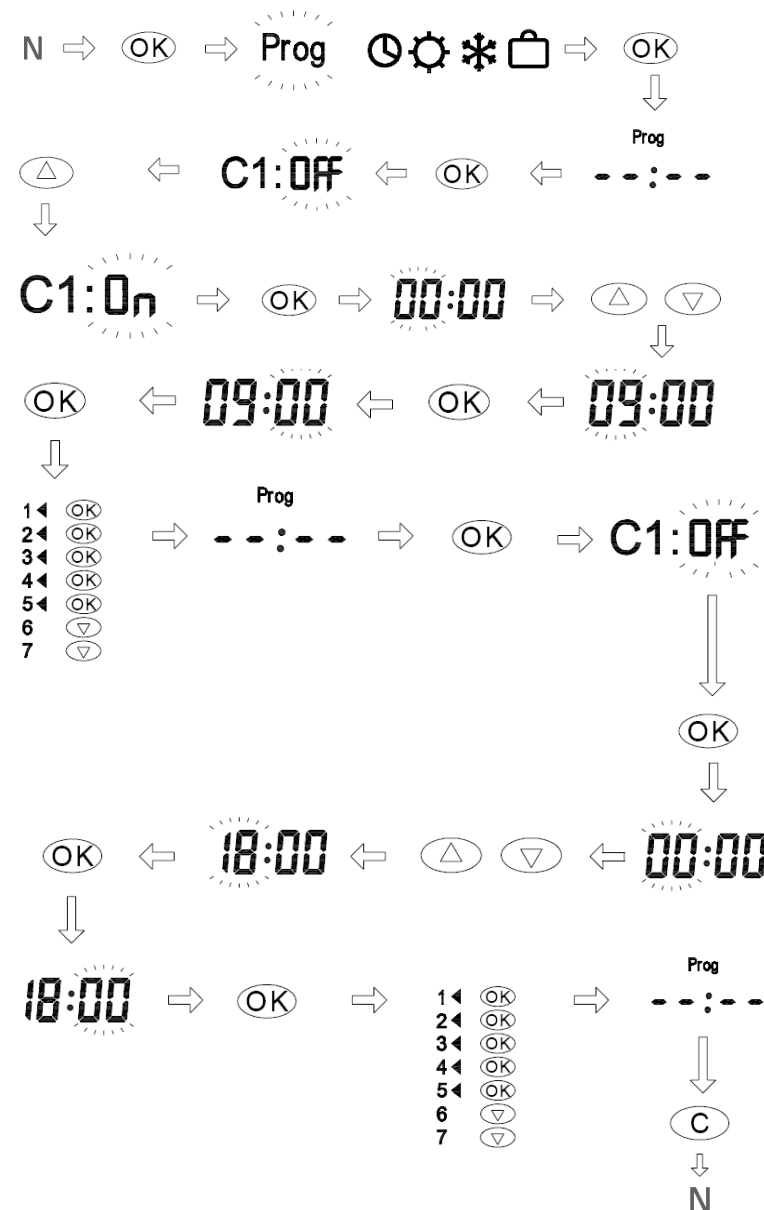 N OK Prog OK
Prog
C1:OFF OK --:--
C1:On OK 00:00
OK 09:00 OK 09:00
Prog
1 OK
2 OK
3 OK
4 OK
5 OK
6
7
--:-- OK C1:OFF
OK
OK 18:00 00:00
18:00 OK
1 OK
2 OK
3 OK
4 OK
5 OK
6
7
Prog
--:--
C
N